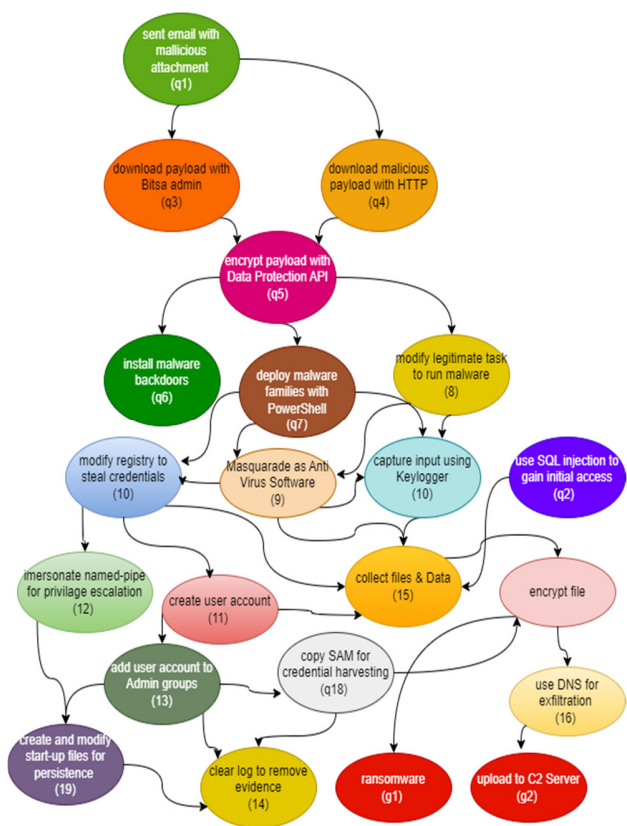 sent email with
mallicious
attachment
(q1)
download payload with
Bitsa admin
(q3)
download malicious
payload with HTTP
(q4)
encrypt payload with
Data Protection API
(q5)
install malware
backdoors
(q6)
deploy malware
families with
PowerShell
(q7)
modify legitimate task
to run malware
(8)
modify registry to
steal credentials
(10)
Masquarade as Anti
Virus Software
(9)
capture input using
Keylogger
(10)
use SQL injection to
gain initial access
(q2)
imersonate named-pipe
for privilage escalation
(12)
create user account
(11)
collect files & Data
(15)
encrypt file
add user account to
Admin groups
(13)
copy SAM for
credential harvesting
(q18)
use DNS for
exfiltration
(16)
create and modify
start-up files for
persistence
(19)
clear log to remove
evidence
(14)
ransomware
(g1)
upload to C2 Server
(g2)